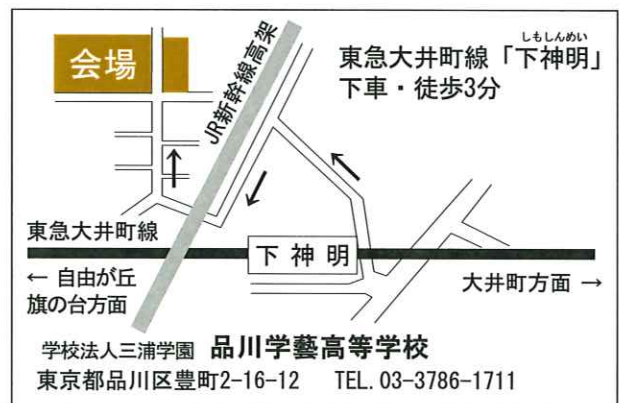 会場
JR新幹線高架
しもしんめい
東急大井町線「下神明」
下車・徒歩3分
東急大井町線
下神明
← 自由が丘
旗の台方面
大井町方面 →
学校法人三浦学園 品川学藝高等学校
東京都品川区豊町2-16-12 TEL. 03-3786-1711